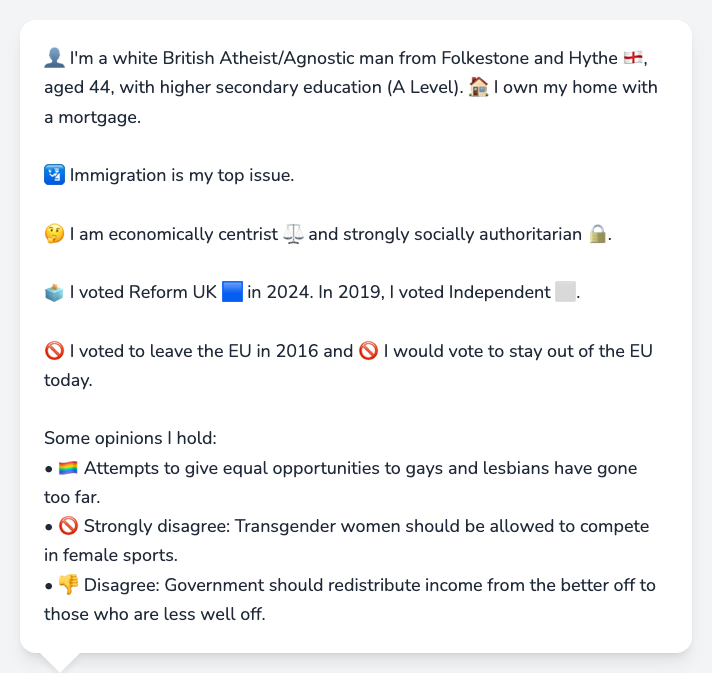 👤 I'm a white British Atheist/Agnostic man from Folkestone and Hythe 🏴󠁧󠁢󠁥󠁮󠁧󠁿,
aged 44, with higher secondary education (A Level). 🏠 I own my home with
a mortgage.
🛂 Immigration is my top issue.
🤔 I am economically centrist ⚖️ and strongly socially authoritarian 🔒.
🗳️ I voted Reform UK 🟦 in 2024. In 2019, I voted Independent ⬜.
🚫 I voted to leave the EU in 2016 and 🚫 I would vote to stay out of the EU
today.
Some opinions I hold:
• 🏳️‍🌈 Attempts to give equal opportunities to gays and lesbians have gone
too far.
• 🚫 Strongly disagree: Transgender women should be allowed to compete
in female sports.
• 👎 Disagree: Government should redistribute income from the better off to
those who are less well off.